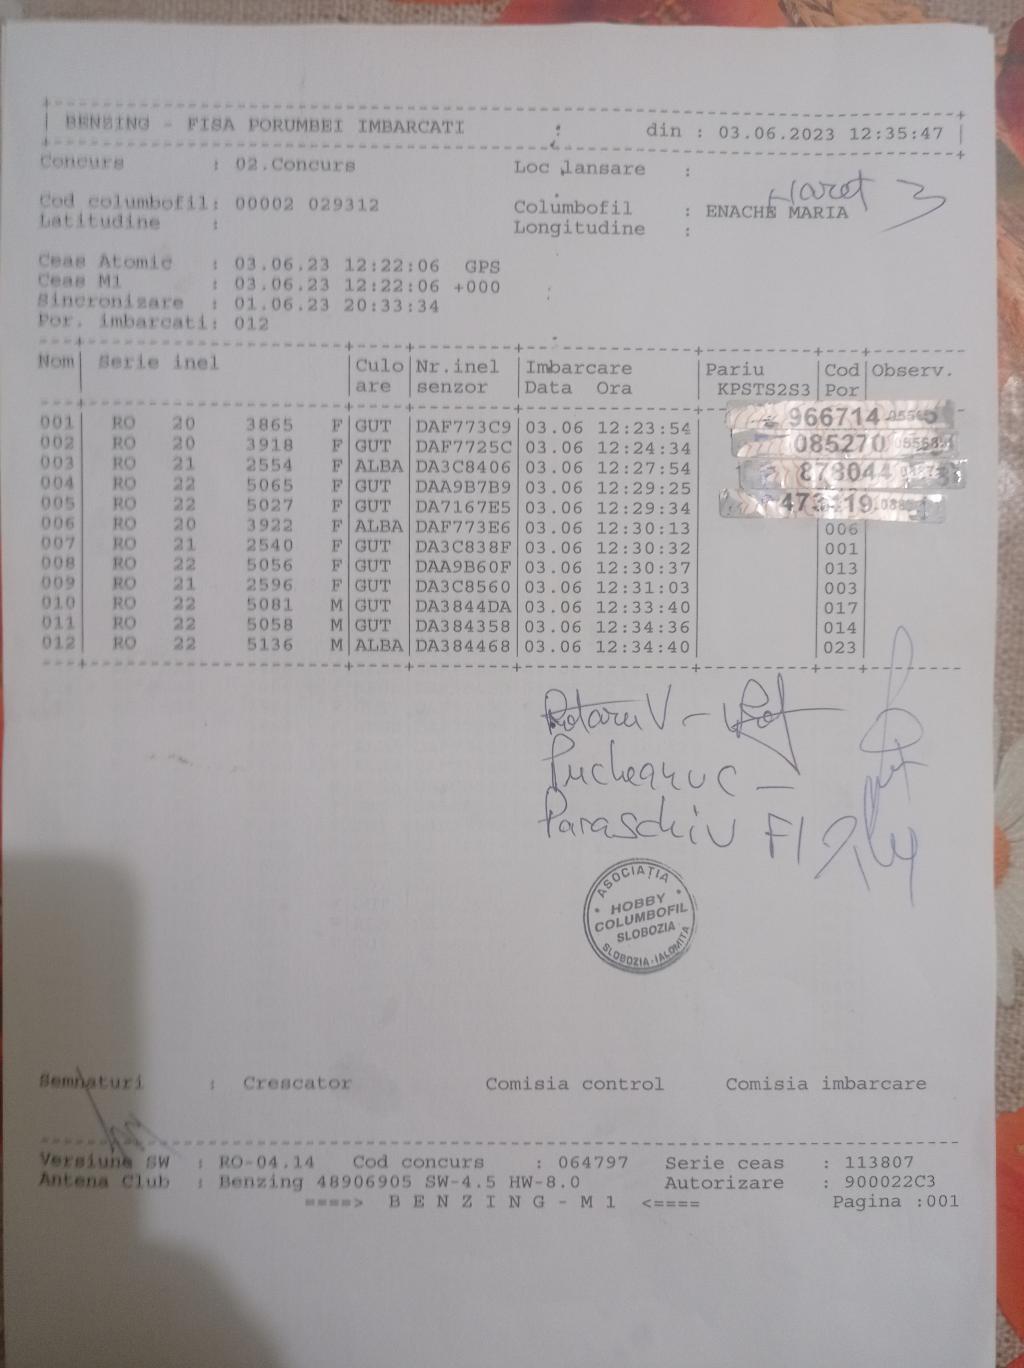 BENZING - FISA PORUMBEI IMBARCATI din : 03.06.2023 12:35:47
Concurs : 02.Concurs Loc lansare :
Haret 3
Cod columbofil: 00002 029312 Columbofil : ENACHE MARIA
Latitudine : Longitudine :
Ceas Atomic : 03.06.23 12:22:06 GPS
Ceas M1 : 03.06.23 12:22:06 +000
Sincronizare : 01.06.23 20:33:34
Por. imbarcati: 012
Nom Serie inel Culo Nr.inel Imbarcare Pariu Cod Observ.
are senzor Data Ora KPSTS2S3 Por
001 RO 20 3865 F GUT DAF773C9 03.06 12:23:54 966714
002 RO 20 3918 F GUT DAF7725C 03.06 12:24:34 085270
003 RO 21 2554 F ALBA DA3C8406 03.06 12:27:54 873044
004 RO 22 5065 F GUT DAA9B7B9 03.06 12:29:25
005 RO 22 5027 F GUT DA7167E5 03.06 12:29:34 473119
006 RO 20 3922 F ALBA DAF773E6 03.06 12:30:13 006
007 RO 21 2540 F GUT DA3C838F 03.06 12:30:32 001
008 RO 22 5056 F GUT DAA9B60F 03.06 12:30:37 013
009 RO 21 2596 F GUT DA3C8560 03.06 12:31:03 003
010 RO 22 5081 M GUT DA3844DA 03.06 12:33:40 017
011 RO 22 5058 M GUT DA384358 03.06 12:34:36 014
012 RO 22 5136 M ALBA DA384468 03.06 12:34:40 023
Rotaru V -
Pucheanu C -
Paraschiv Fl
ASOCIAȚIA
HOBBY
COLUMBOFIL
SLOBOZIA
SLOBOZIA-IALOMITA
Semnaturi : Crescator Comisia control Comisia imbarcare
Versiune SW : RO-04.14 Cod concurs : 064797 Serie ceas : 113807
Antena Club : Benzing 48906905 SW-4.5 HW-8.0 Autorizare : 900022C3
====> B E N Z I N G - M 1 <==== Pagina :001